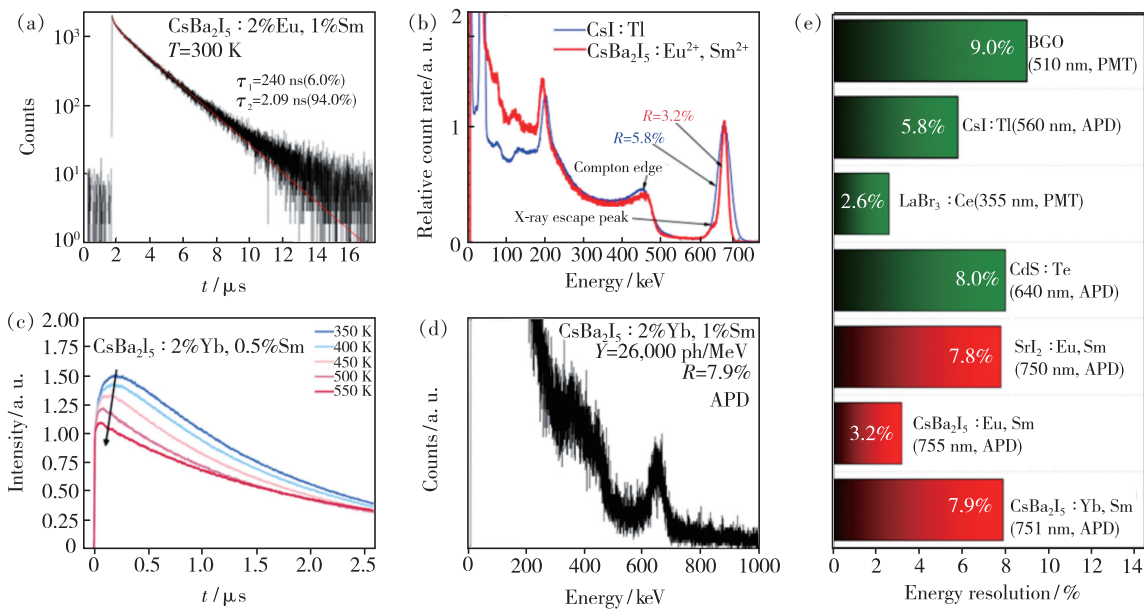 (a)
CsBa₂I₅：2%Eu, 1%Sm
T=300 K
τ₁=240 ns(6.0%)
τ₂=2.09 ns(94.0%)
10³
10²
10¹
10⁰
Counts
0 2 4 6 8 10 12 14 16
t / μs
(b)
CsI：Tl
CsBa₂I₅：Eu²⁺, Sm²⁺
R=3.2%
R=5.8%
Compton edge
X-ray escape peak
2
1
0
Relative count rate/a. u.
0 100 200 300 400 500 600 700
Energy / keV
(c)
CsBa₂I₅：2%Yb, 0.5%Sm
350 K
400 K
450 K
500 K
550 K
2.00
1.75
1.50
1.25
1.00
0.75
0.50
0.25
0
Intensity/a. u.
0 0.5 1.0 1.5 2.0 2.5
t / μs
(d)
CsBa₂I₅：2%Yb, 1%Sm
Y=26,000 ph/MeV
R=7.9%
APD
Counts/a. u.
0 200 400 600 800 1000
Energy / keV
(e)
9.0%
BGO
(510 nm, PMT)
5.8%
CsI：Tl(560 nm, APD)
2.6%
LaBr₃：Ce(355 nm, PMT)
8.0%
CdS：Te
(640 nm, APD)
7.8%
SrI₂：Eu, Sm
(750 nm, APD)
3.2%
CsBa₂I₅：Eu, Sm
(755 nm, APD)
7.9%
CsBa₂I₅：Yb, Sm
(751 nm, APD)
0 2 4 6 8 10 12 14
Energy resolution / %